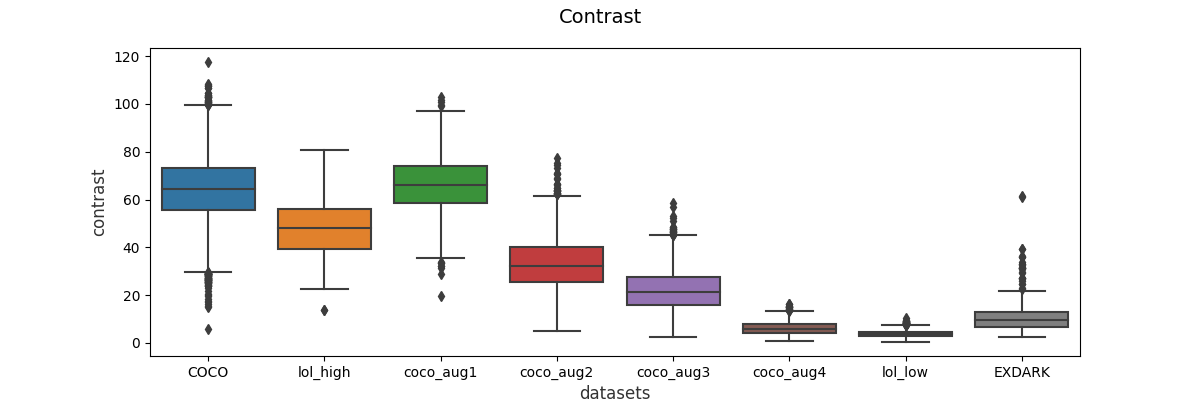 Contrast
120
100
80
60
40
20
0
contrast
COCO lol_high coco_aug1 coco_aug2 coco_aug3 coco_aug4 lol_low EXDARK
datasets